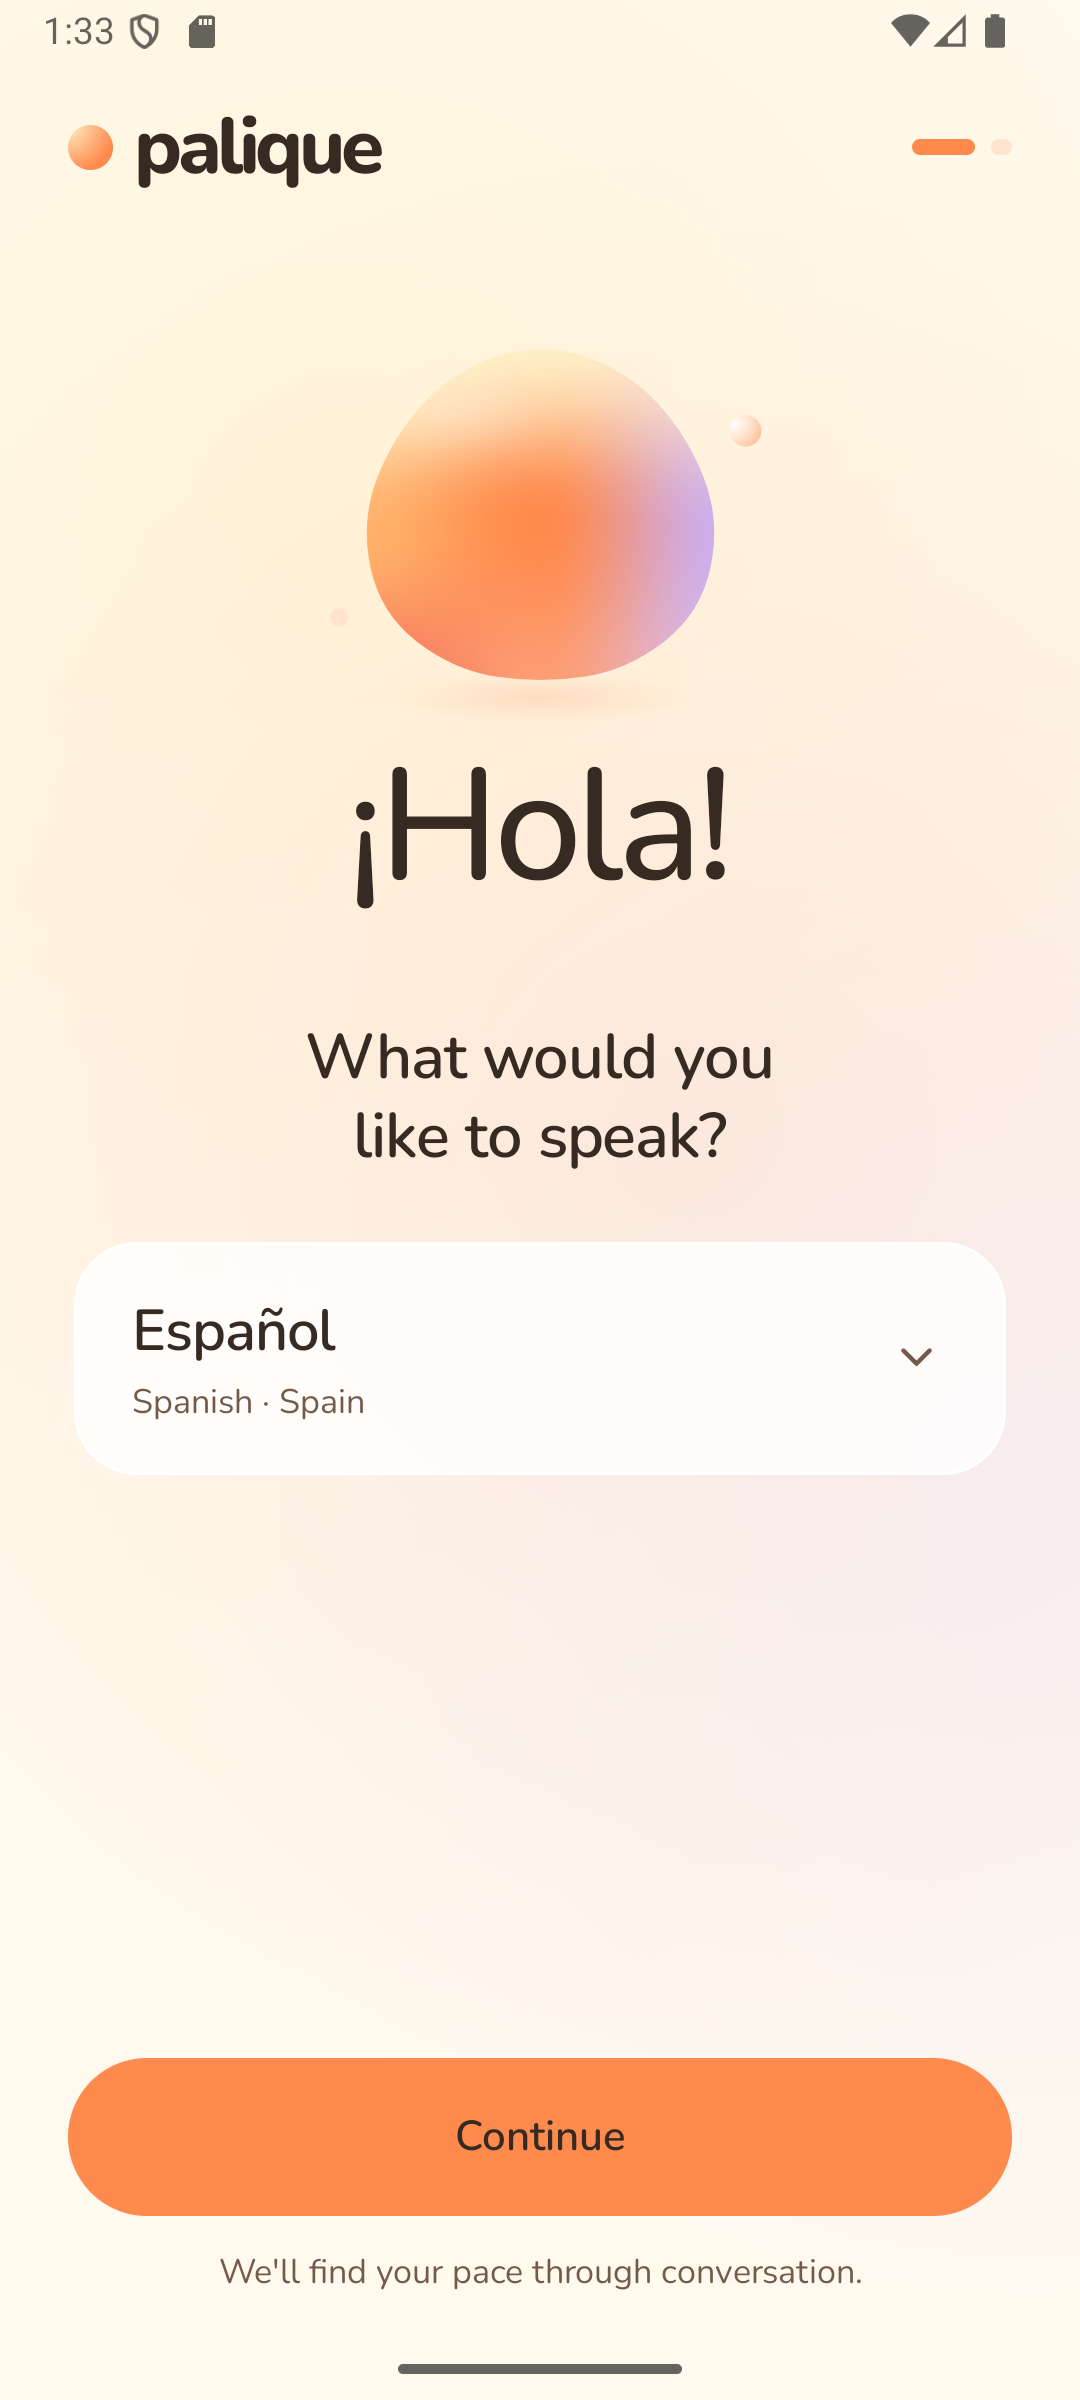 1:33
palique
¡Hola!
What would you
like to speak?
Español
Spanish · Spain
Continue
We'll find your pace through conversation.